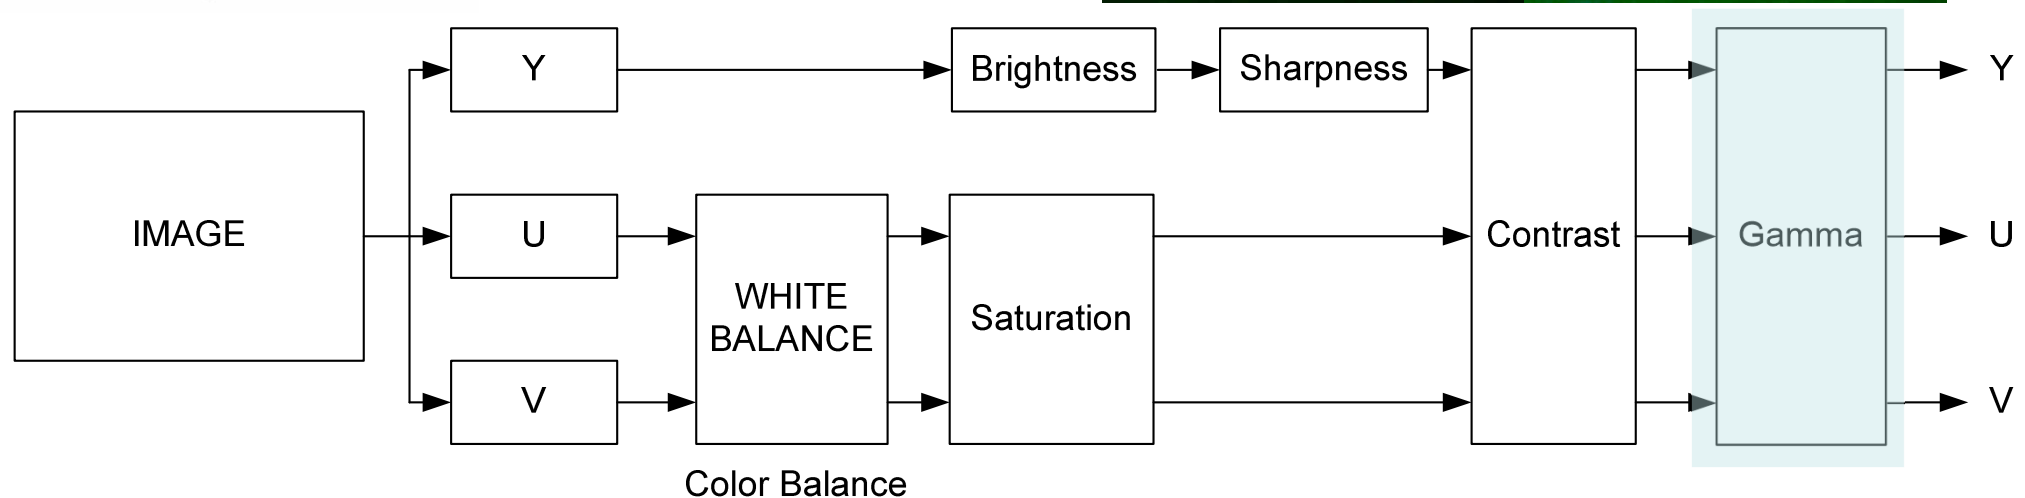 Y
Brightness
Sharpness
Y
IMAGE
U
WHITE
BALANCE
Saturation
Contrast
Gamma
U
V
V
Color Balance